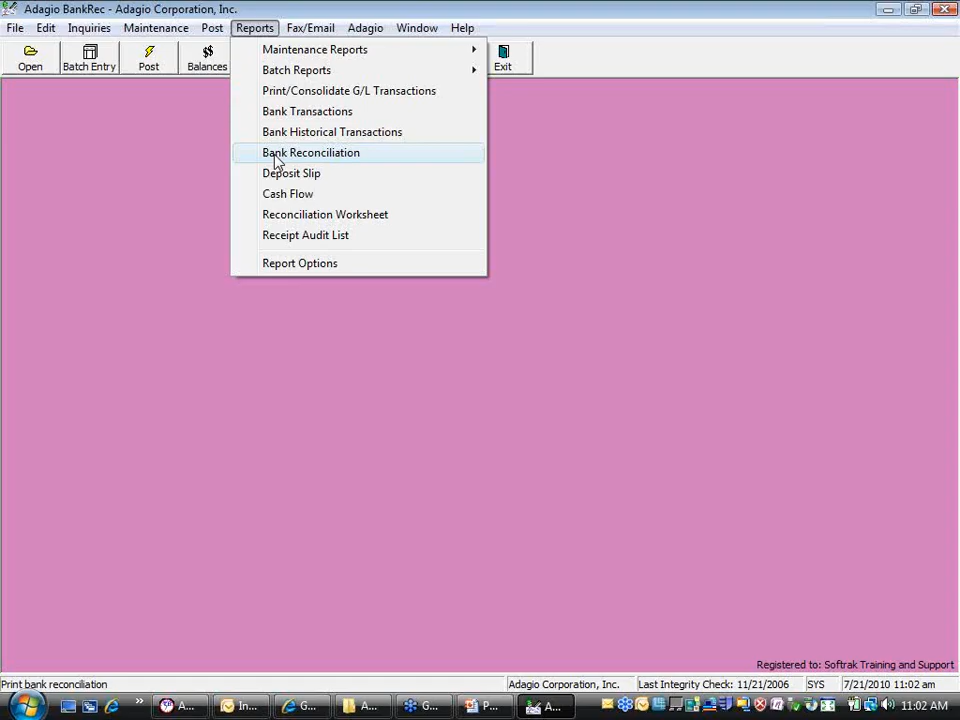 Adagio BankRec - Adagio Corporation, Inc.
File Edit Inquiries Maintenance Post Reports Fax/Email Adagio Window Help
Open Batch Entry Post Balances Exit
Maintenance Reports
Batch Reports
Print/Consolidate G/L Transactions
Bank Transactions
Bank Historical Transactions
Bank Reconciliation
Deposit Slip
Cash Flow
Reconciliation Worksheet
Receipt Audit List
Report Options
Registered to: Softrak Training and Support
Print bank reconciliation Adagio Corporation, Inc. Last Integrity Check: 11/21/2006 SYS 7/21/2010 11:02 am
» A... In... G... A... G... P... A... 11:02 AM